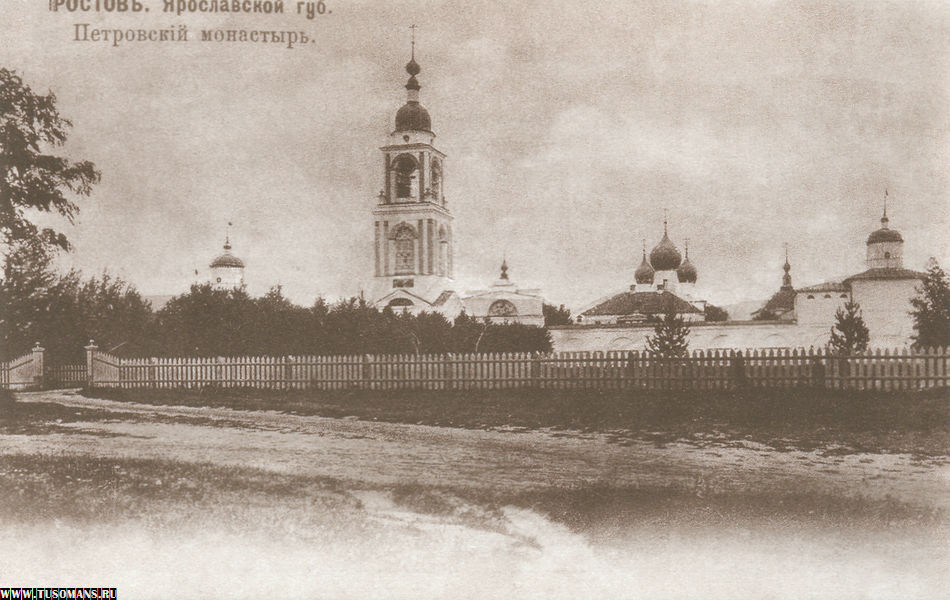 РОСТОВЪ. Ярославской губ.
Петровскій монастырь.
WWW.TUSOMANS.RU